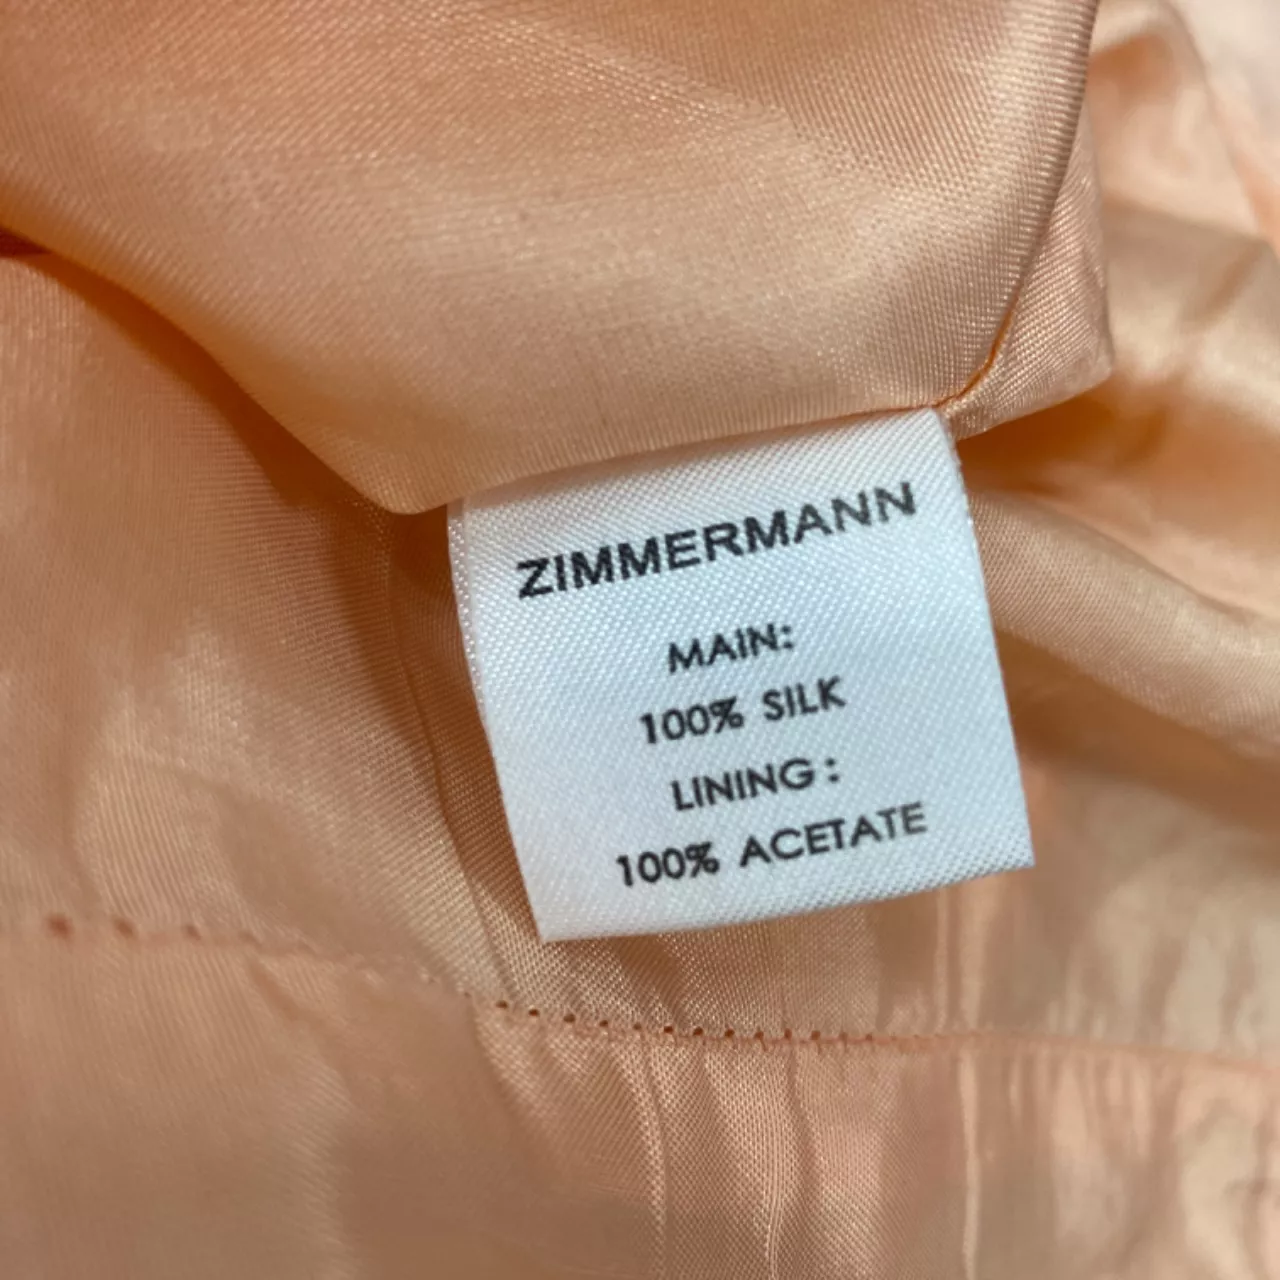 ZIMMERMANN
MAIN:
100% SILK
LINING:
100% ACETATE